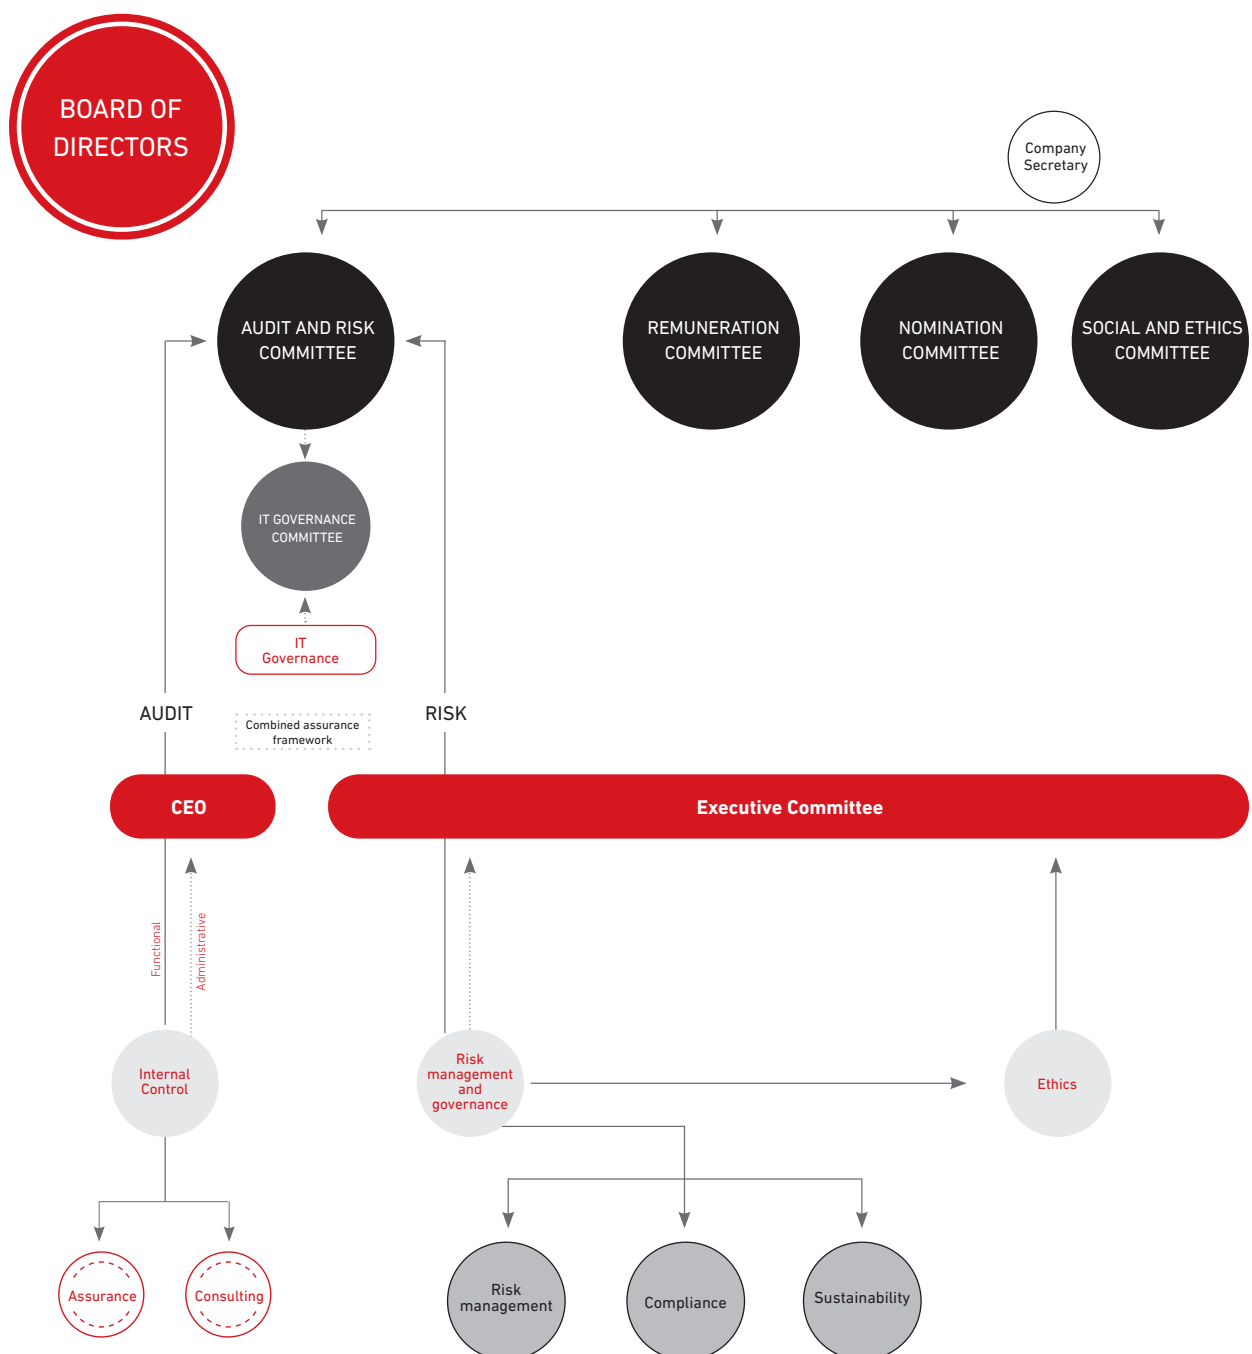 BOARD OF
DIRECTORS
Company
Secretary
AUDIT AND RISK
COMMITTEE
REMUNERATION
COMMITTEE
NOMINATION
COMMITTEE
SOCIAL AND ETHICS
COMMITTEE
IT GOVERNANCE
COMMITTEE
IT
Governance
AUDIT
Combined assurance
framework
RISK
CEO
Executive Committee
Functional
Administrative
Internal
Control
Risk
management
and
governance
Ethics
Assurance
Consulting
Risk
management
Compliance
Sustainability